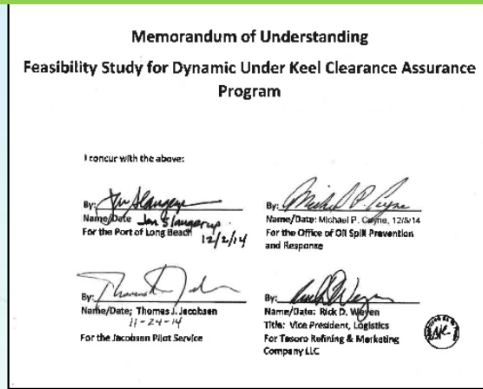 Memorandum of Understanding
Feasibility Study for Dynamic Under Keel Clearance Assurance
Program
I concur with the above:
By:
Name/Date Jon Slangerup
12/2/14
For the Port of Long Beach
By:
Name/Date: Michael P. Coyne, 12/9/14
For the Office of Oil Spill Prevention
and Response
By:
Name/Date; Thomas J. Jacobsen
11-24-14
For the Jacobsen Pilot Service
By:
Name/Date: Rick D. Weyen
Title: Vice President, Logistics
For Tesoro Refining & Marketing
Company LLC